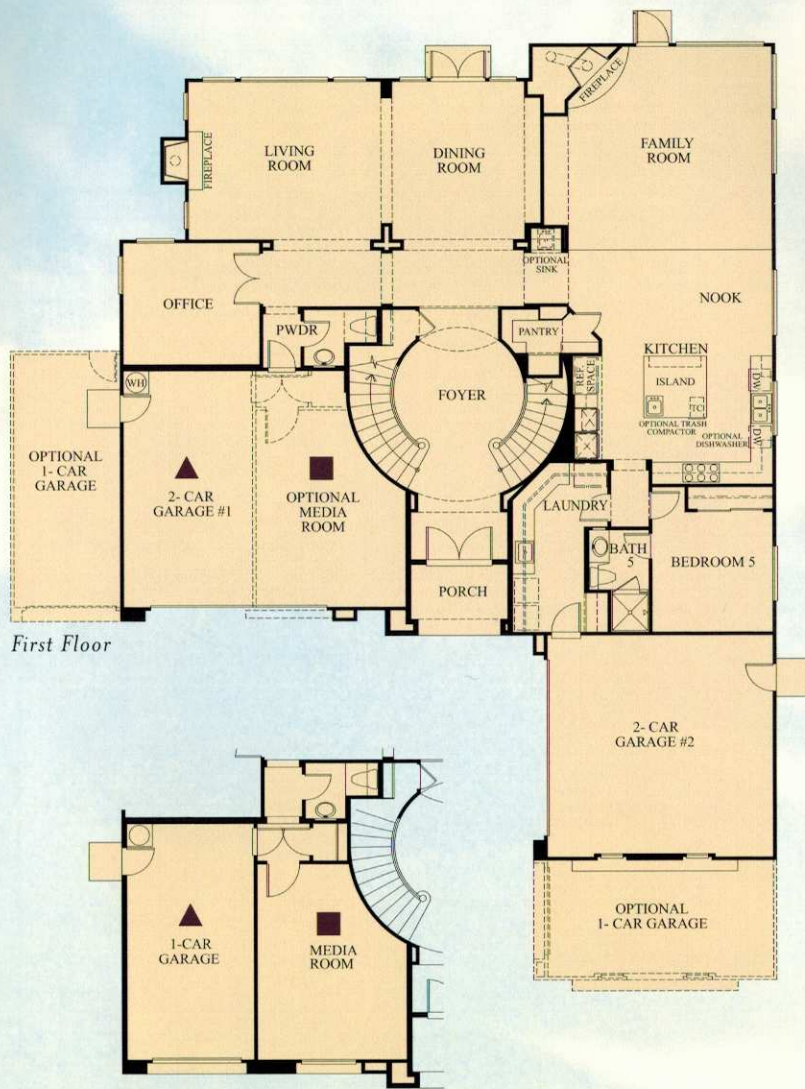 FIREPLACE
LIVING
ROOM
DINING
ROOM
FIREPLACE
FAMILY
ROOM
OPTIONAL
SINK
OFFICE
PWDR
PANTRY
NOOK
KITCHEN
ISLAND
REF.
SPACE
TC
OPTIONAL TRASH
COMPACTOR
DW
OPTIONAL
DISHWASHER
DW
FOYER
WH
OPTIONAL
1- CAR
GARAGE
2- CAR
GARAGE #1
OPTIONAL
MEDIA
ROOM
LAUNDRY
BATH
5
BEDROOM 5
PORCH
First Floor
2- CAR
GARAGE #2
1-CAR
GARAGE
MEDIA
ROOM
OPTIONAL
1- CAR GARAGE